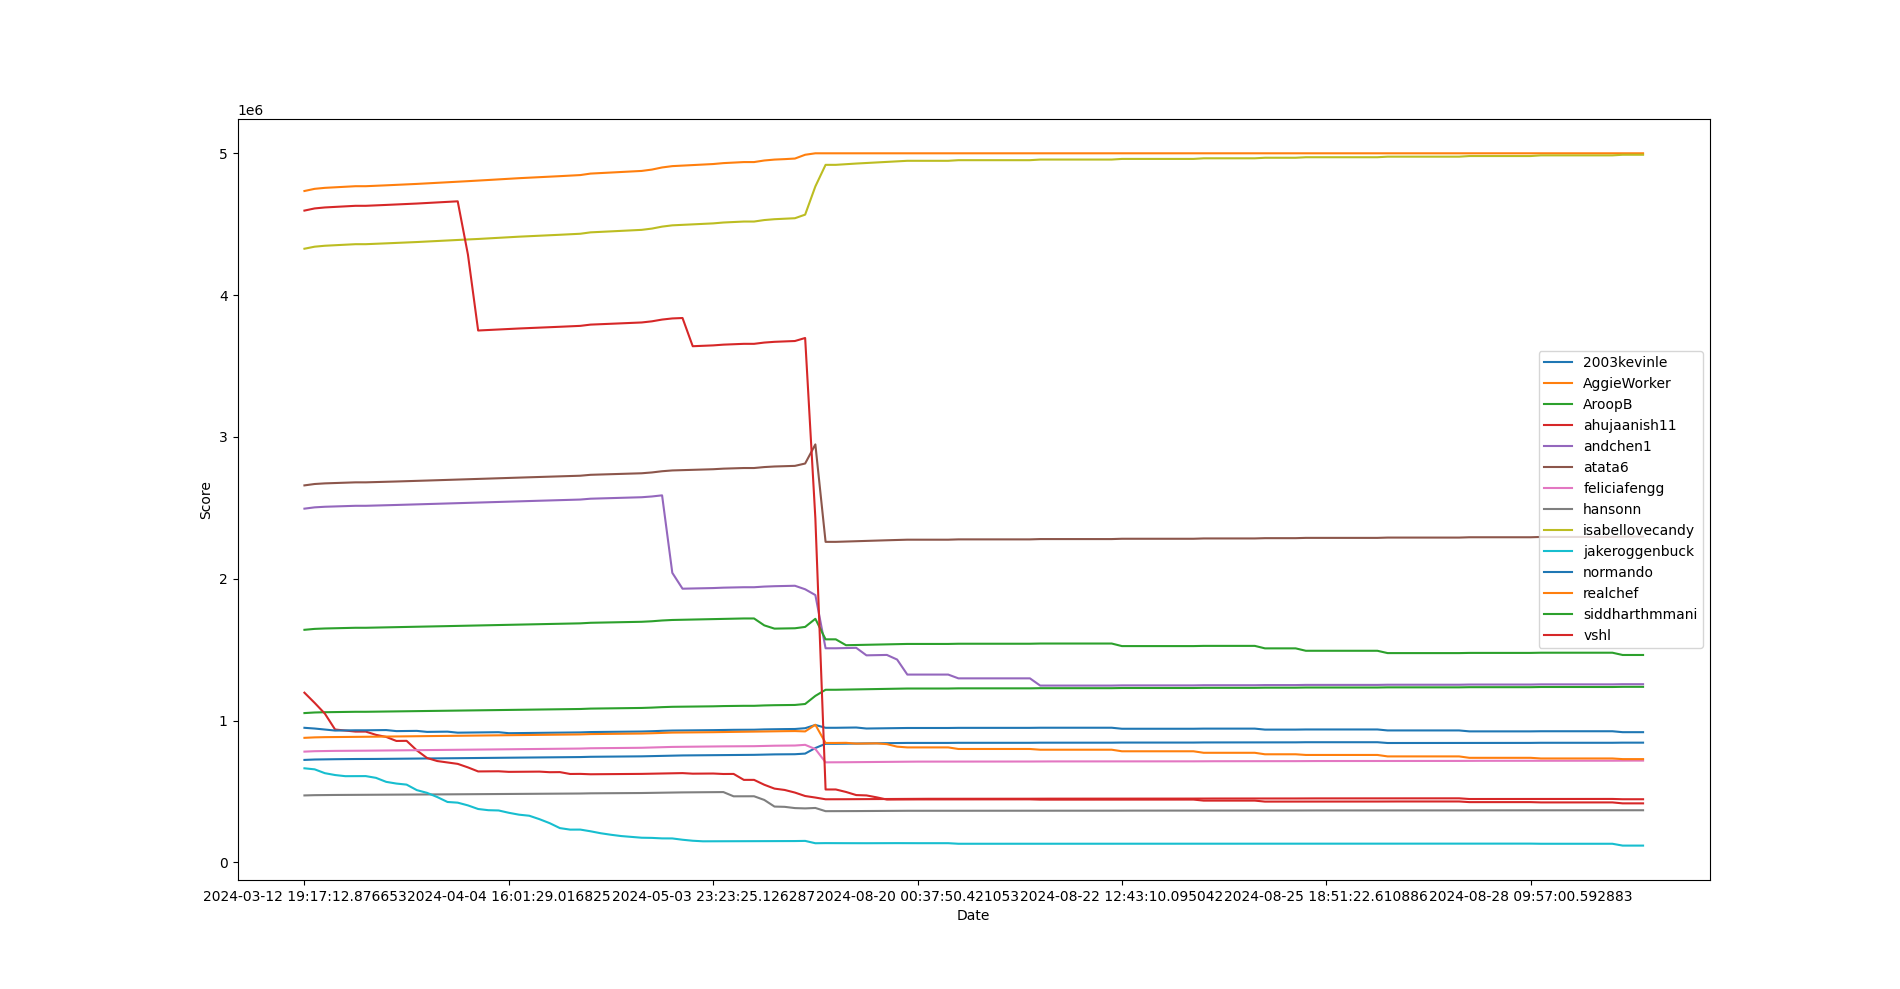 1e6
5
4
3
2
1
0
Score
2003kevinle
AggieWorker
AroopB
ahujaanish11
andchen1
atata6
feliciafengg
hansonn
isabellovecandy
jakeroggenbuck
normando
realchef
siddharthmmani
vshl
2024-03-12 19:17:12.876653 2024-04-04 16:01:29.016825 2024-05-03 23:23:25.126287 2024-08-20 00:37:50.421053 2024-08-22 12:43:10.095042 2024-08-25 18:51:22.610886 2024-08-28 09:57:00.592883
Date